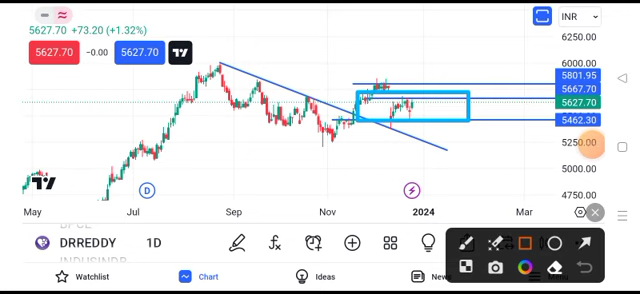 5627.70 +73.20 (+1.32%)
INR
5627.70 −0.00 5627.70
6250.00
6000.00
5801.95
5667.70
5627.70
5462.30
5250.00
5000.00
4750.00
D
May Jul Sep Nov 2024 Mar
DRREDDY 1D
INDUSINDB
Watchlist Chart Ideas News Menu